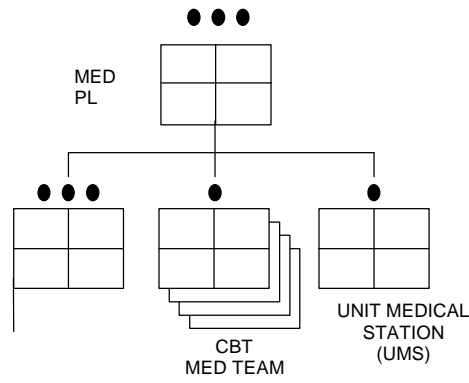 MED
PL
CBT
MED TEAM
UNIT MEDICAL
STATION
(UMS)